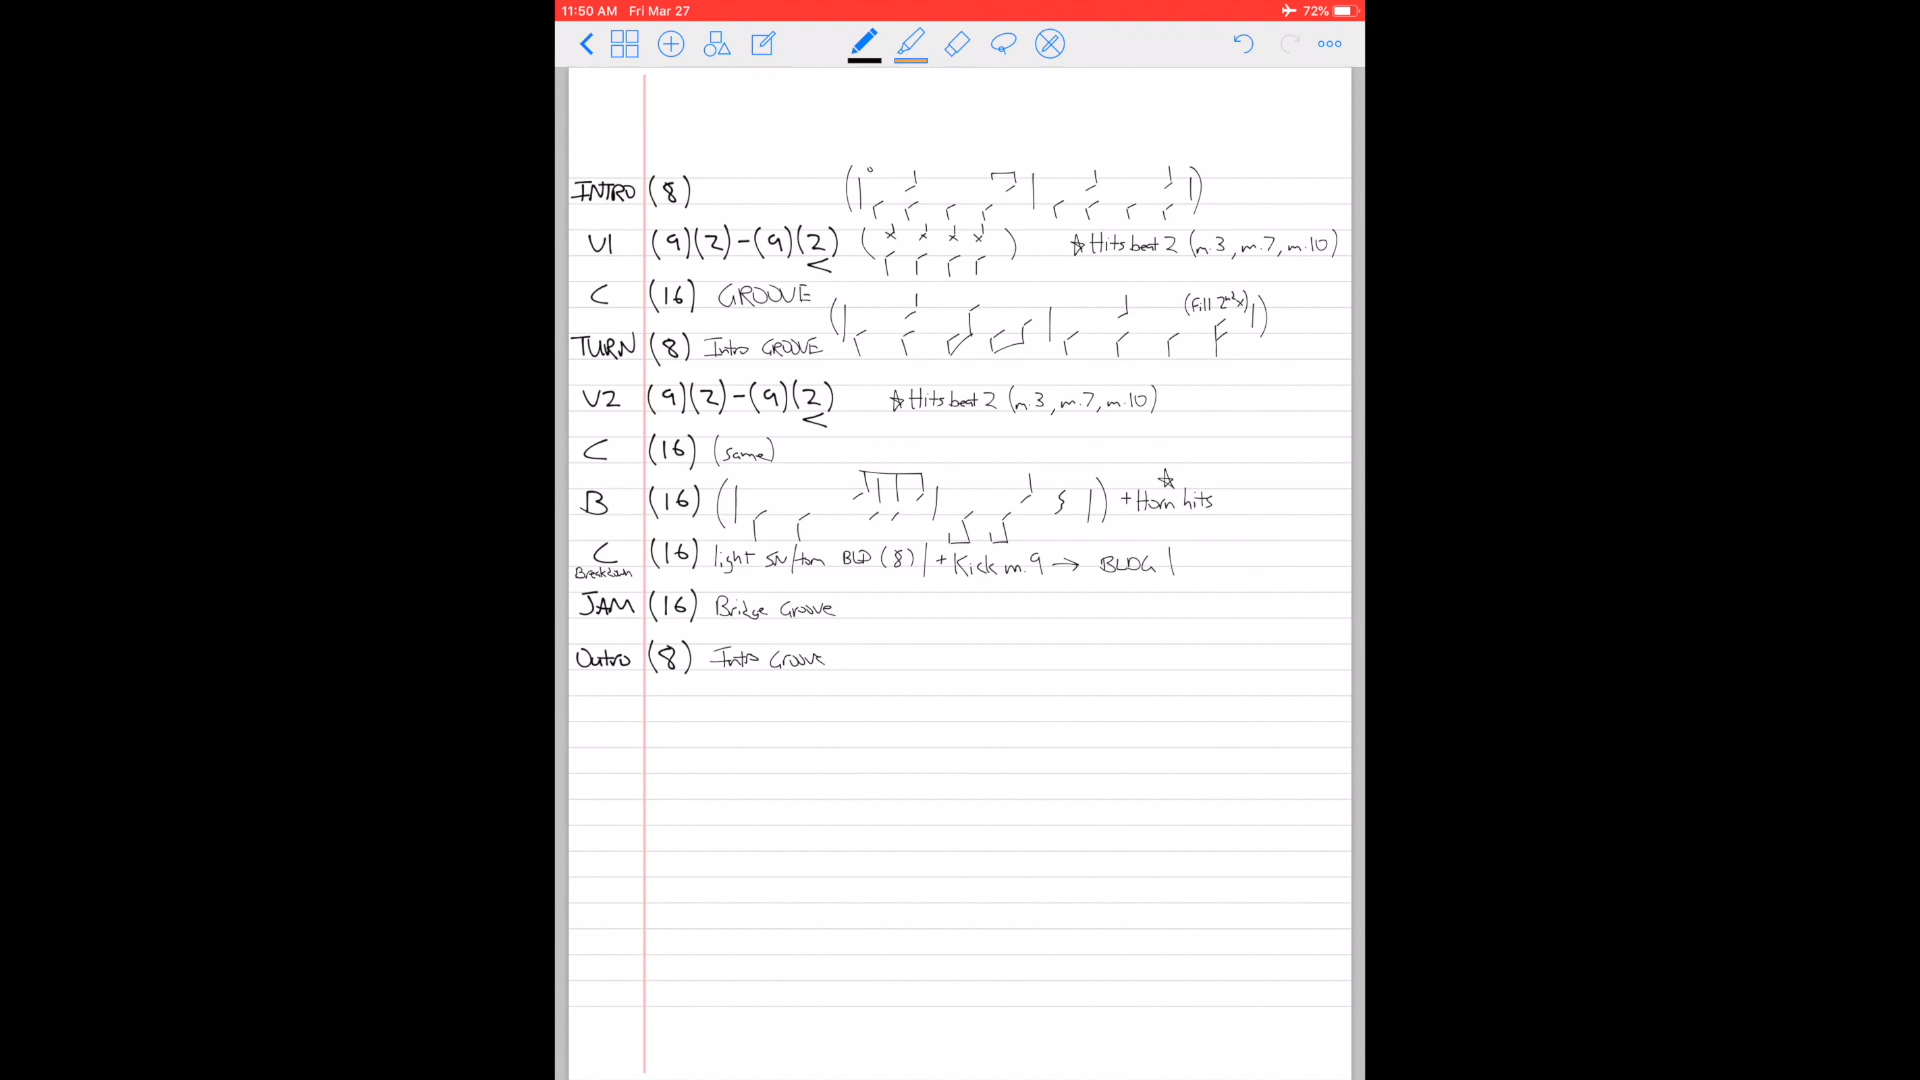 11:50 AM Fri Mar 27 72%
INTRO (8)
V1 (9)(2)-(9)(2) < ☆Hits beat 2 (m.3, m.7, m.10)
C (16) GROOVE (Fill 2nd x)
TURN (8) Intro GROOVE
V2 (9)(2)-(9)(2) < ☆Hits beat 2 (m.3, m.7, m.10)
C (16) (same)
B (16) + Horn hits ☆
C (16) light SN/tom BLD (8) | + Kick m.9 → BLDG |
Breakdown
JAM (16) Bridge Groove
Outro (8) Intro Groove